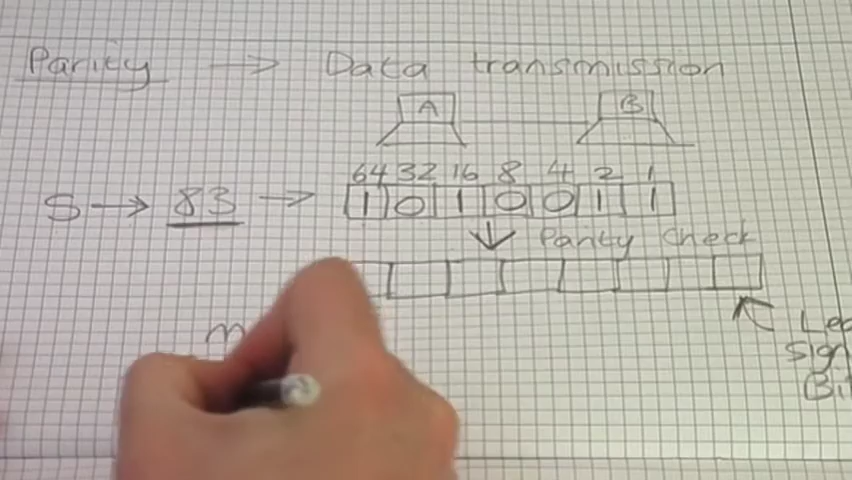 Parity → Data transmission
A B
64 32 16 8 4 2 1
S → 83 → 1 0 1 0 0 1 1
↓ Parity Check